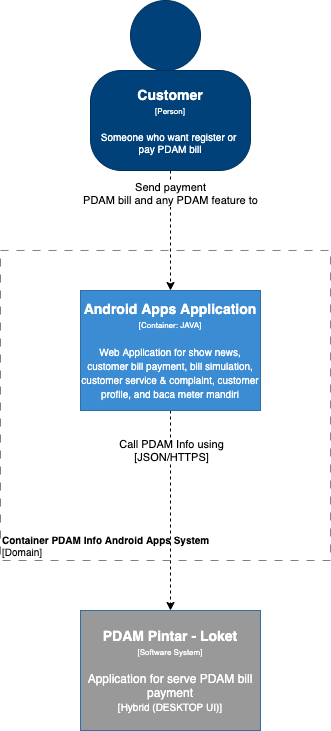 Customer
[Person]
Someone who want register or
pay PDAM bill
Send payment
PDAM bill and any PDAM feature to
Android Apps Application
[Container: JAVA]
Web Application for show news,
customer bill payment, bill simulation,
customer service & complaint, customer
profile, and baca meter mandiri
Call PDAM Info using
[JSON/HTTPS]
Container PDAM Info Android Apps System
[Domain]
PDAM Pintar - Loket
[Software System]
Application for serve PDAM bill
payment
[Hybrid (DESKTOP UI)]